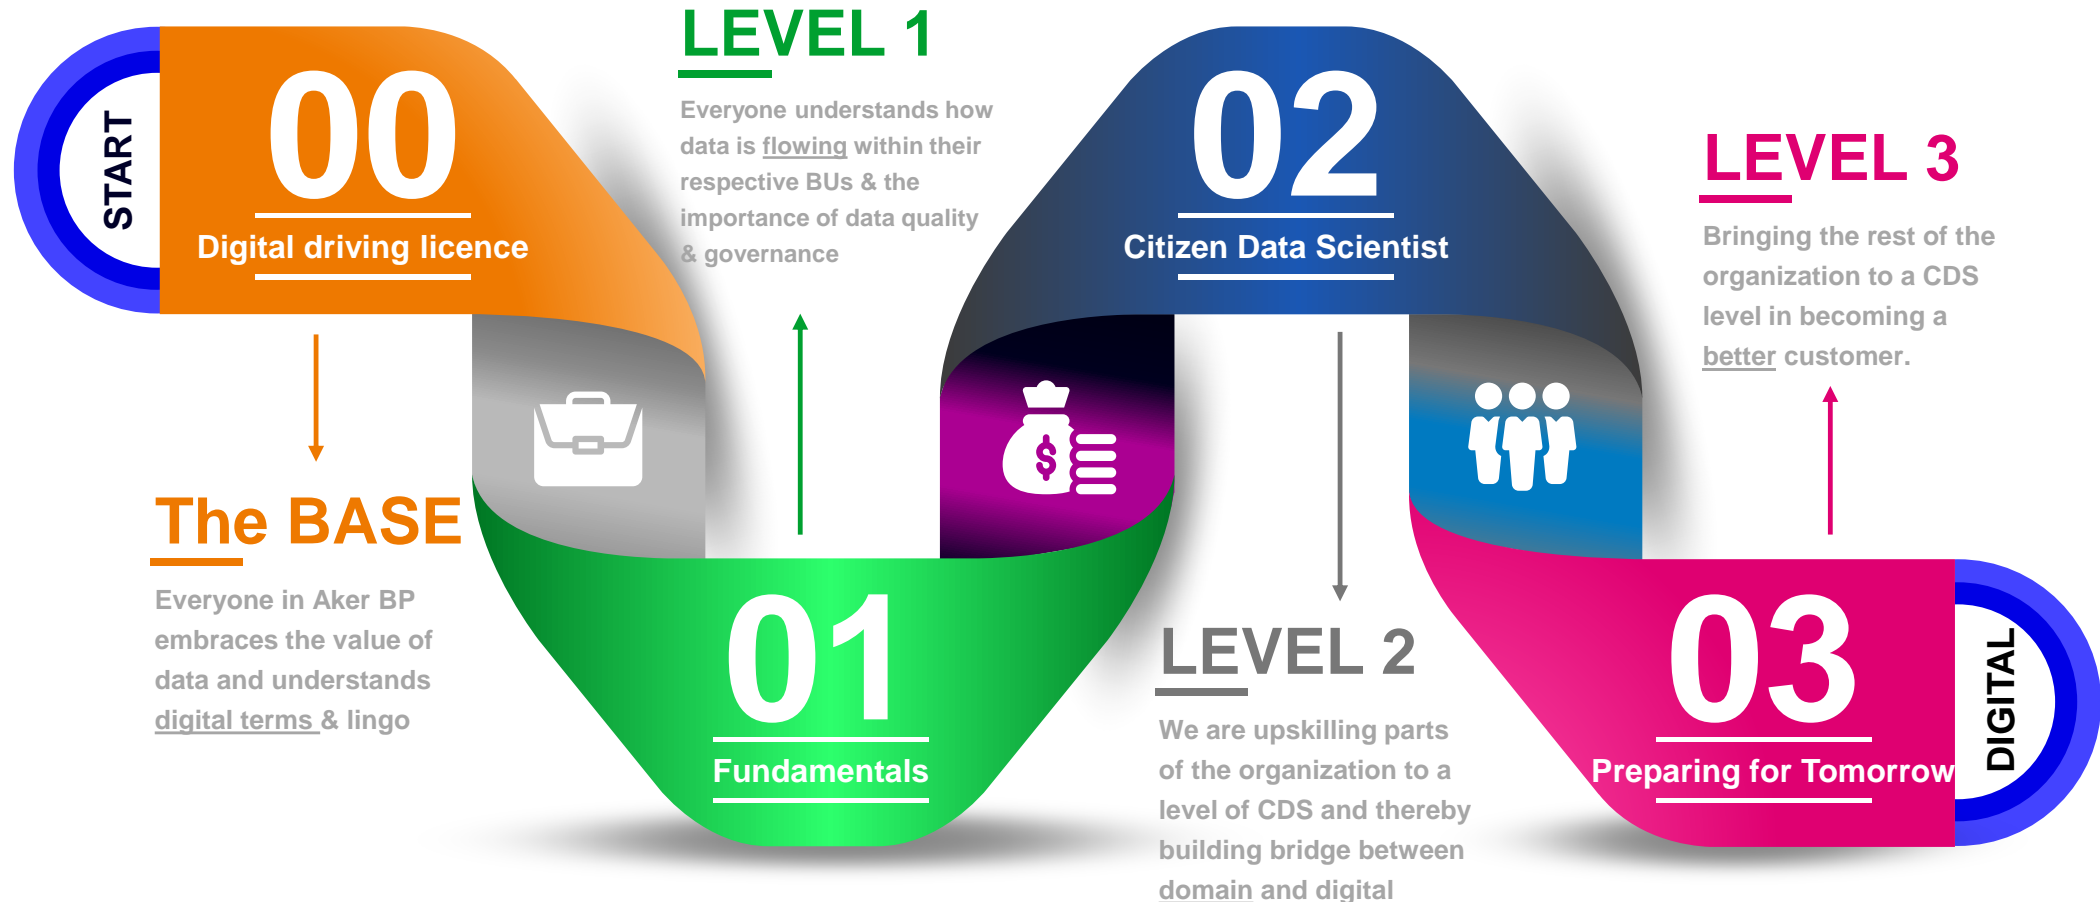 START
00
Digital driving licence
The BASE
Everyone in Aker BP
embraces the value of
data and understands
digital terms & lingo
LEVEL 1
Everyone understands how
data is flowing within their
respective BUs & the
importance of data quality
& governance
01
Fundamentals
$
02
Citizen Data Scientist
LEVEL 2
We are upskilling parts
of the organization to a
level of CDS and thereby
building bridge between
domain and digital
LEVEL 3
Bringing the rest of the
organization to a CDS
level in becoming a
better customer.
03
Preparing for Tomorrow
DIGITAL